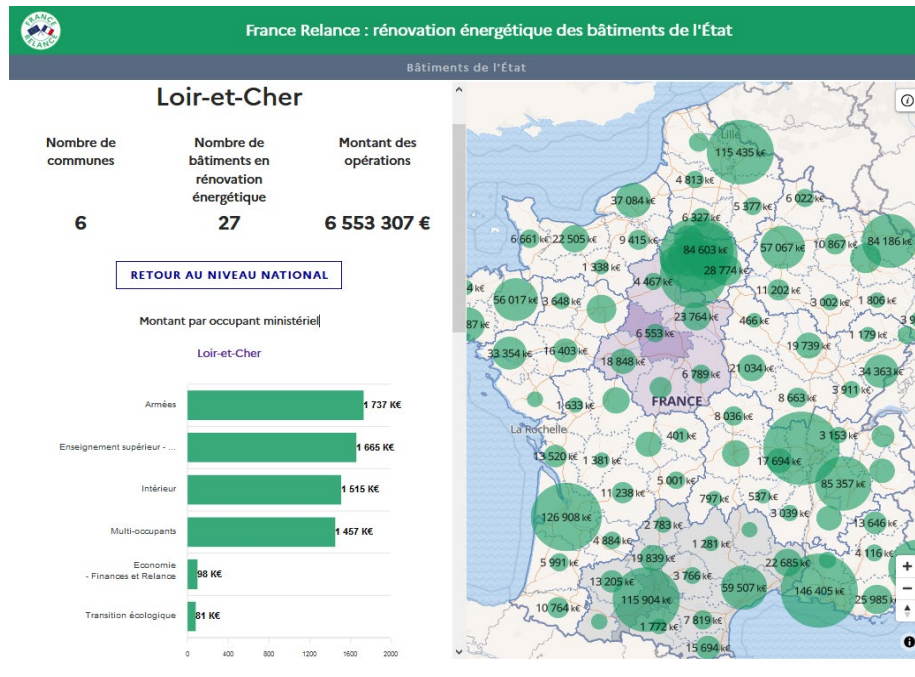 FRANCE
RELANCE
France Relance : rénovation énergétique des bâtiments de l'État
Bâtiments de l'État
Loir-et-Cher
Nombre de
communes
Nombre de
bâtiments en
rénovation
énergétique
Montant des
opérations
6
27
6 553 307 €
RETOUR AU NIVEAU NATIONAL
Montant par occupant ministériel
Loir-et-Cher
Armées
1 737 K€
Enseignement supérieur - ...
1 665 K€
Intérieur
1 515 K€
Multi-occupants
1 457 K€
Economie
- Finances et Relance
98 K€
Transition écologique
81 K€
0 400 800 1200 1600 2000
Lille
115 435 k€
4 813 k€
37 084 k€
5 377 k€
6 022 k€
6 327 k€
6 661 k€
22 505 k€
9 415 k€
84 603 k€
57 067 k€
10 867 k€
84 186 k€
1 338 k€
28 774 k€
4 467 k€
11 202 k€
4 k€
56 017 k€
3 648 k€
3 002 k€
1 806 k€
87 k€
23 764 k€
466 k€
3 9
6 553 k€
1 179 k€
33 354 k€
16 403 k€
19 739 k€
18 848 k€
6 789 k€
21 034 k€
34 363 k€
3 911 k€
FRANCE
8 663 k€
1 633 k€
8 036 k€
La Rochelle
401 k€
3 153 k€
13 520 k€
1 381 k€
17 694 k€
5 001 k€
85 357 k€
11 238 k€
797 k€
537 k€
126 908 k€
3 039 k€
2 783 k€
13 646 k€
4 884 k€
1 281 k€
4 116 k€
5 991 k€
19 839 k€
22 685 k€
13 205 k€
3 766 k€
59 507 k€
146 405 k€
115 904 k€
25 985 k
10 764 k€
1 772 k€
7 819 k€
15 694 k€